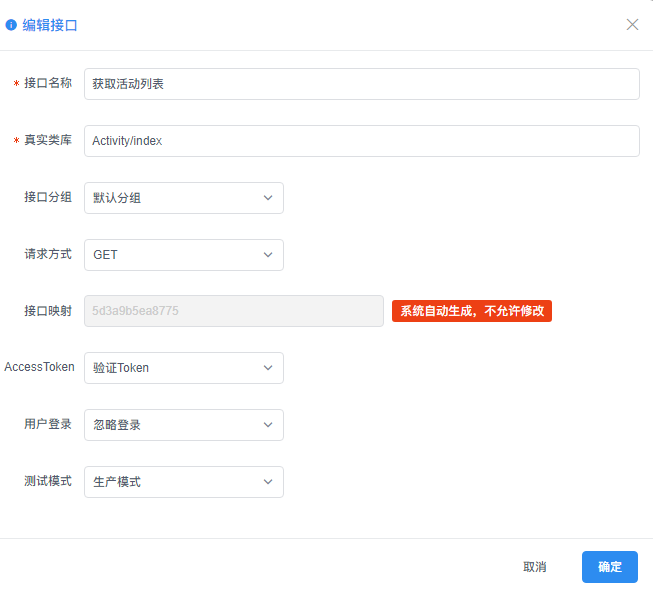 编辑接口
* 接口名称 获取活动列表
* 真实类库 Activity/index
接口分组 默认分组
请求方式 GET
接口映射 5d3a9b5ea8775 系统自动生成，不允许修改
AccessToken 验证Token
用户登录 忽略登录
测试模式 生产模式
取消 确定